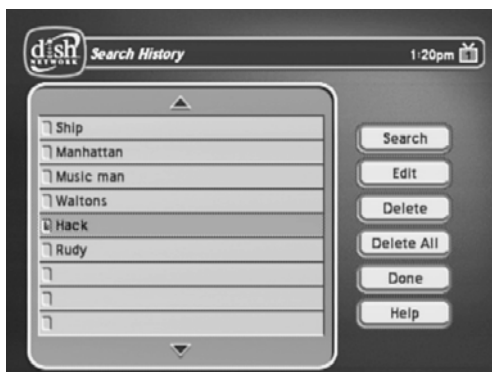 dish
NETWORK
Search History
1:20pm
1
Ship
Manhattan
Music man
Waltons
Hack
Rudy
Search
Edit
Delete
Delete All
Done
Help